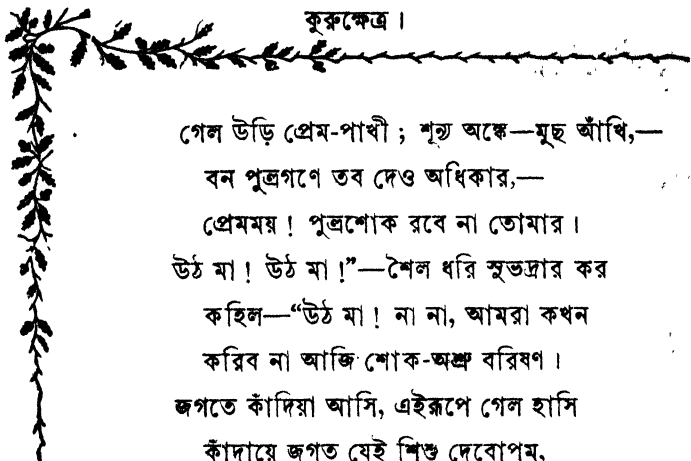 কুরুক্ষেত্র।
গেল উড়ি প্রেম-পাখী ; শূন্য অঙ্কে—মুছ আঁখি,—
বন পুত্রগণে তব দেও অধিকার,—
প্রেমময় ! পুত্রশোক রবে না তোমার ।
উঠ মা ! উঠ মা !”—শৈল ধরি সুভদ্রার কর
কহিল—“উঠ মা ! না না, আমরা কখন
করিব না আজি শোক-অশ্রু বরিষণ ।
জগতে কাঁদিয়া আসি, এইরূপে গেল হাসি
কাঁদায়ে জগত যেই শিশু দেবোপম,